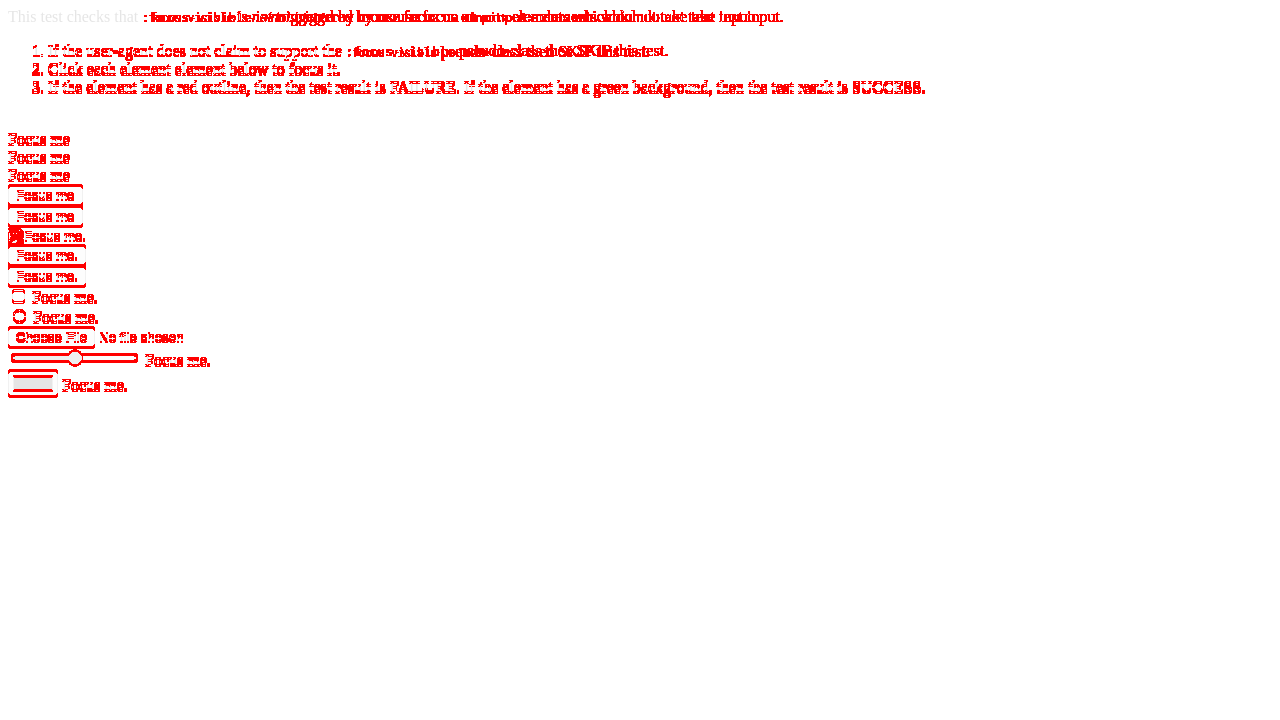 This test checks that :focus-visible is not triggered by mouse focus on input elements which do not take text input.
1. If the user-agent does not claim to support the :focus-visible pseudo-class then SKIP this test.
2. Click each element element below to focus it.
3. If the element has a red outline, then the test result is FAILURE. If the element has a green background, then the test result is SUCCESS.
Focus me
Focus me
Focus me
Focus me
Focus me
Focus me.
Focus me.
Focus me.
Focus me.
Focus me.
Choose File No file chosen
Focus me.
Focus me.